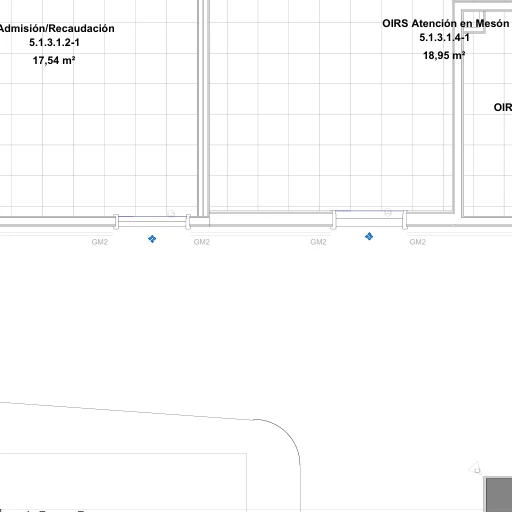 Admisión/Recaudación
5.1.3.1.2-1
17,54 m²
OIRS Atención en Mesón
5.1.3.1.4-1
18,95 m²
OIR
GM2
GM2
GM2
GM2